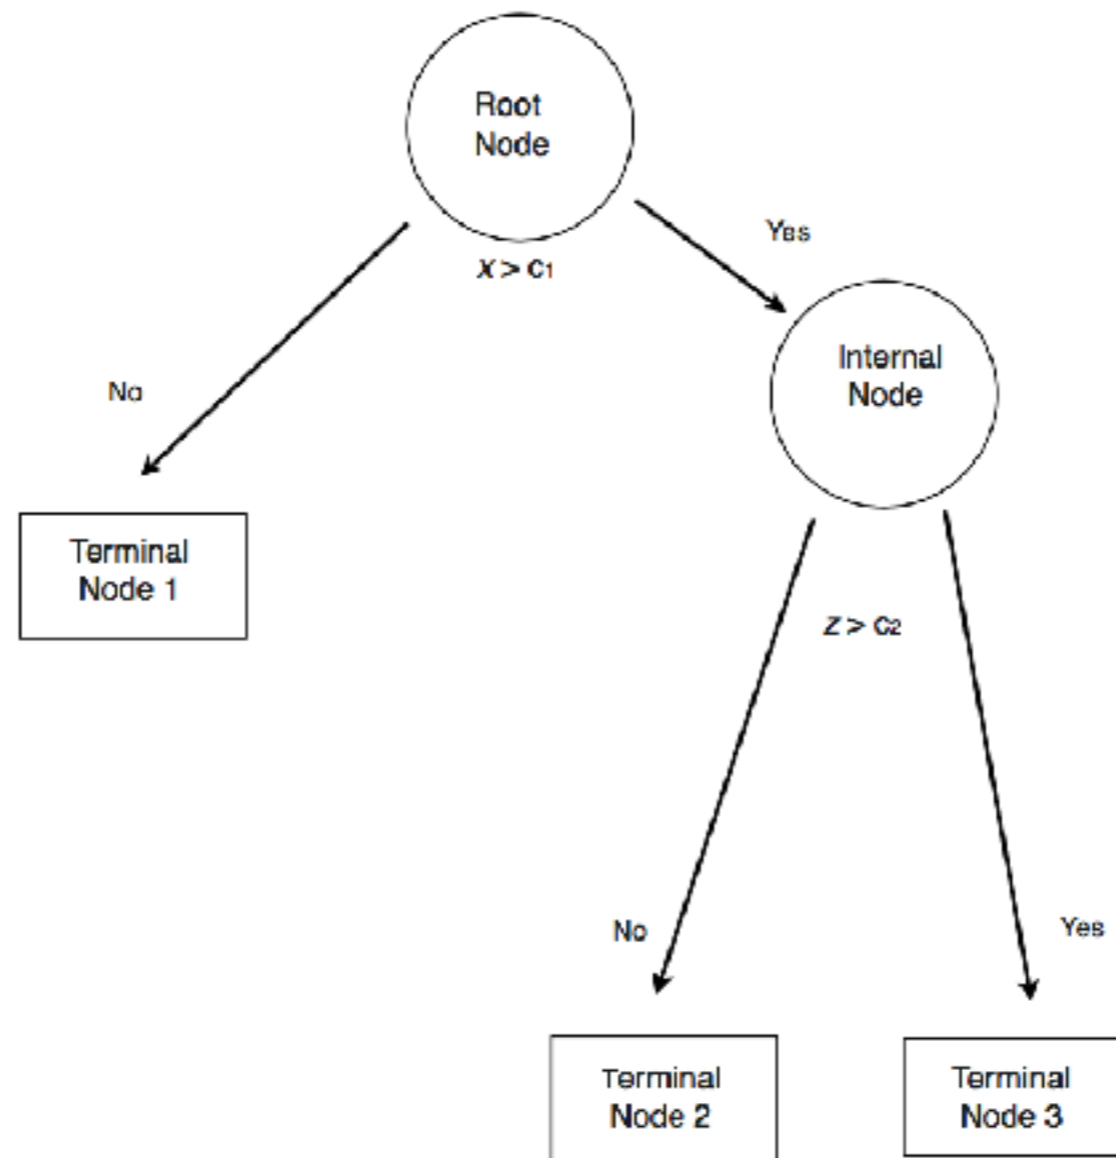 Root
Node
Yes
X > C1
Internal
Node
No
Terminal
Node 1
Z > C2
No
Yes
Terminal
Node 2
Terminal
Node 3